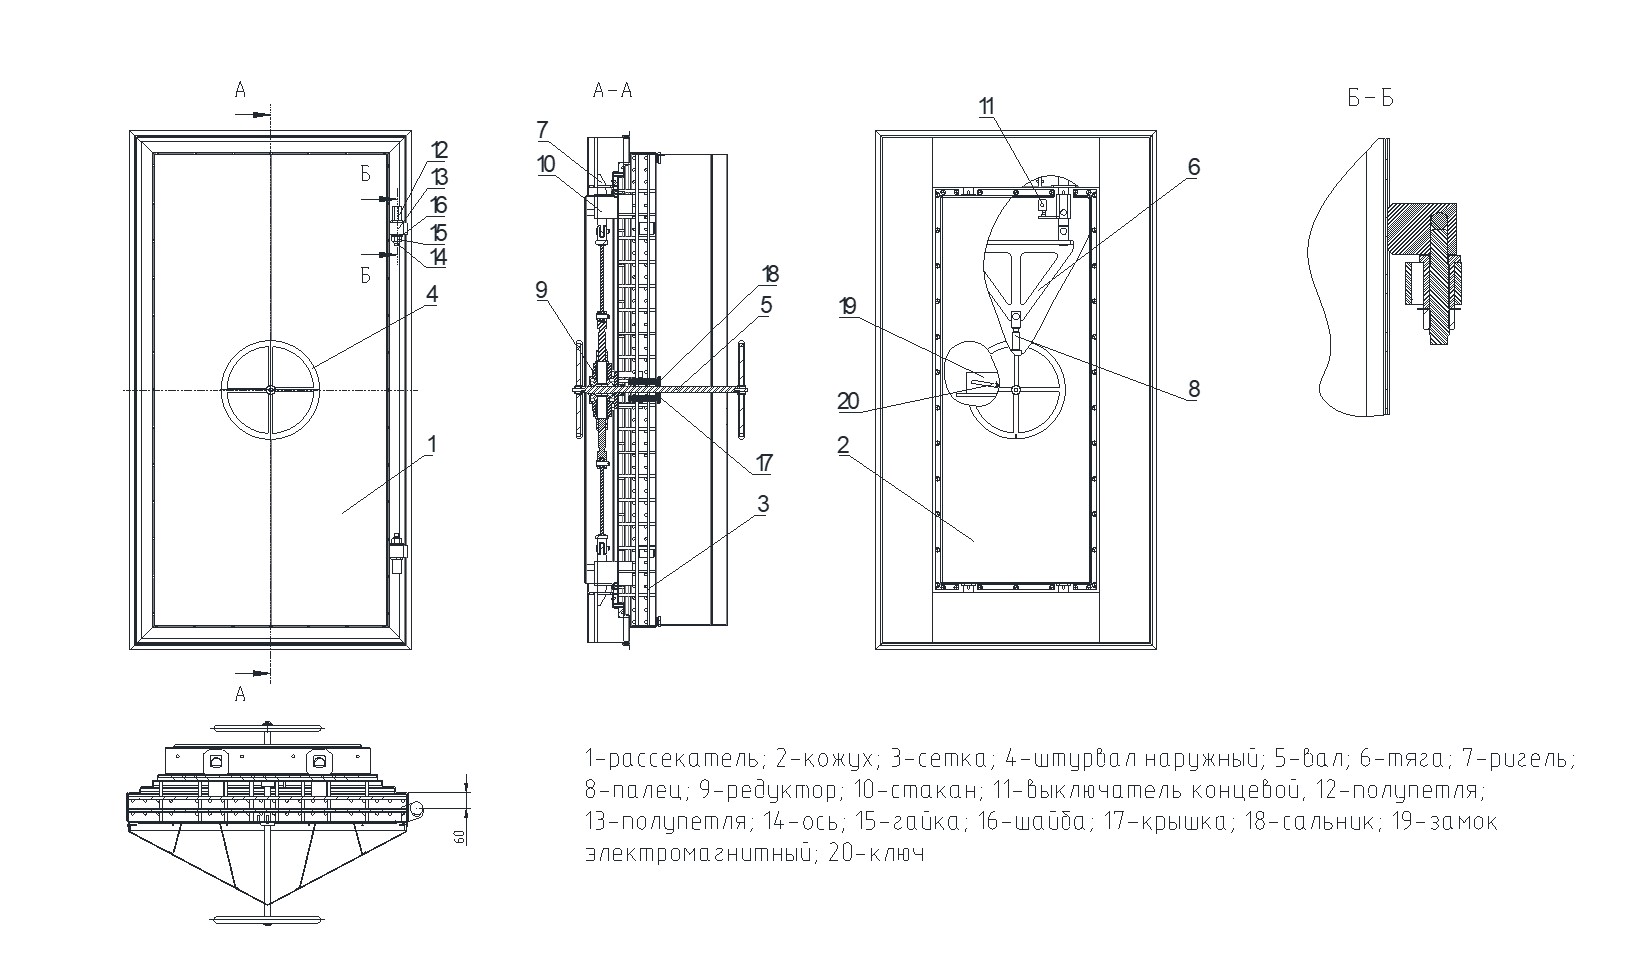 А
А-А
Б-Б
11
7
10
12
13
16
15
14
Б
Б
6
18
5
9
4
19
20
8
2
1
17
3
А
60
1-рассекатель; 2-кожух; 3-сетка; 4-штурвал наружный; 5-вал; 6-тяга; 7-ригель;
8-палец; 9-редуктор; 10-стакан; 11-выключатель концевой, 12-полупетля;
13-полупетля; 14-ось; 15-гайка; 16-шайба; 17-крышка; 18-сальник; 19-замок
электромагнитный; 20-ключ